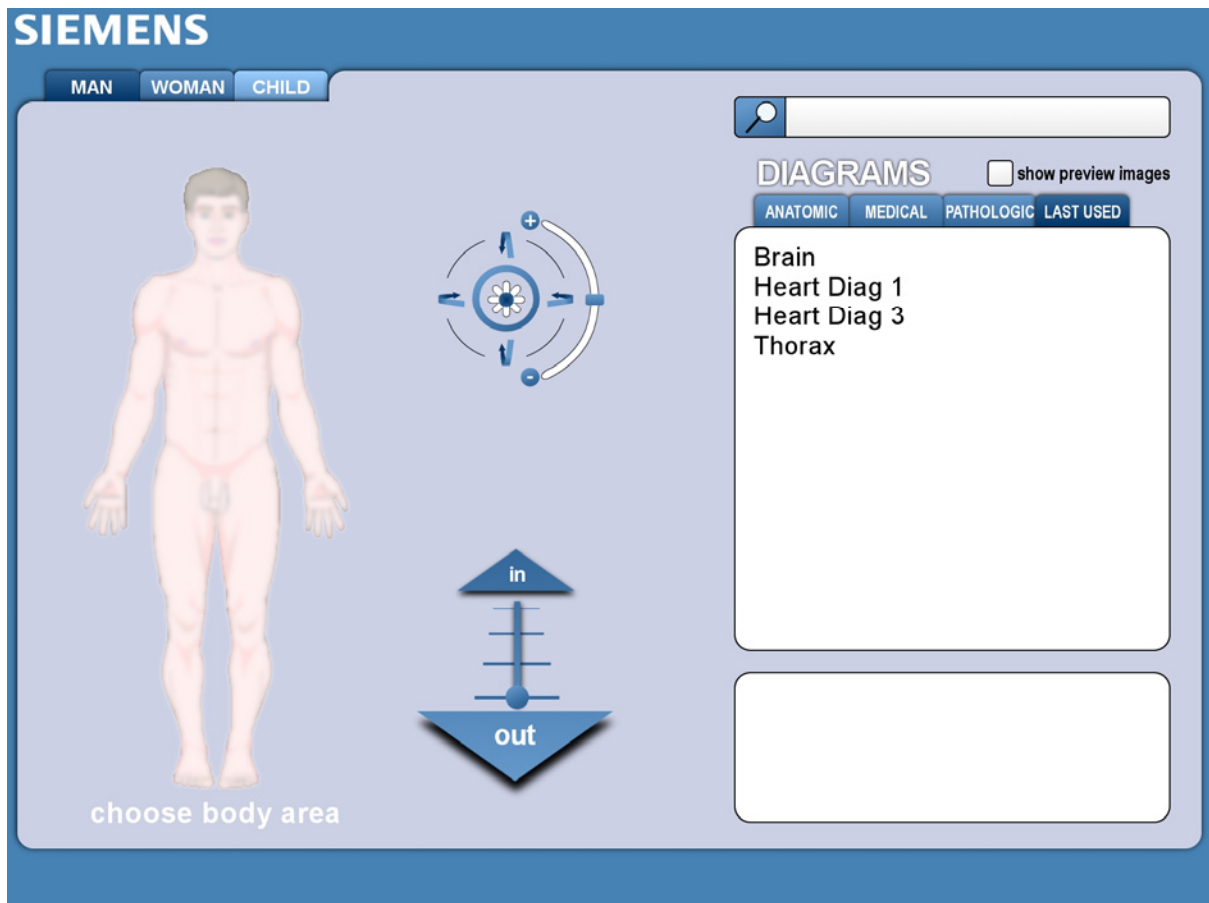 SIEMENS
MAN WOMAN CHILD
DIAGRAMS show preview images
ANATOMIC MEDICAL PATHOLOGIC LAST USED
Brain
Heart Diag 1
Heart Diag 3
Thorax
+
-
in
out
choose body area